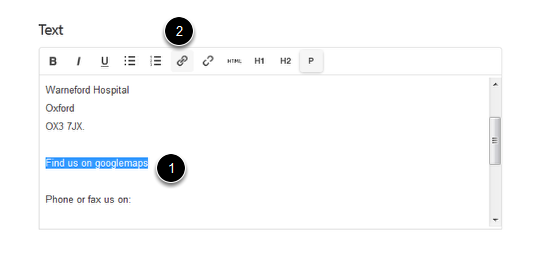 Text
2
B I U HTML H1 H2 P
Warneford Hospital
Oxford
OX3 7JX.
Find us on googlemaps
1
Phone or fax us on: